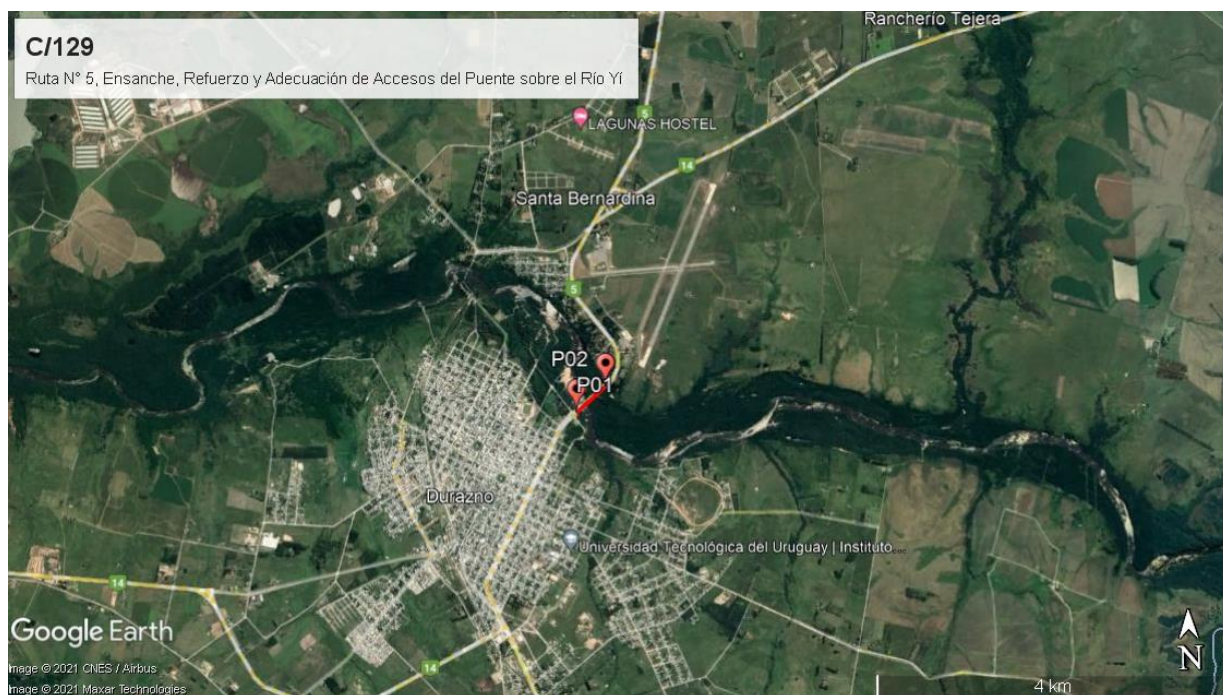 C/129
Ruta N° 5, Ensanche, Refuerzo y Adecuación de Accesos del Puente sobre el Río Yí
Rancherío Tejera
5
LAGUNAS HOSTEL
14
Santa Bernardina
5
P02
P01
Durazno
Universidad Tecnológica del Uruguay | Instituto...
14
Google Earth
14
N
Image © 2021 CNES / Airbus
Image © 2021 Maxar Technologies
4 km